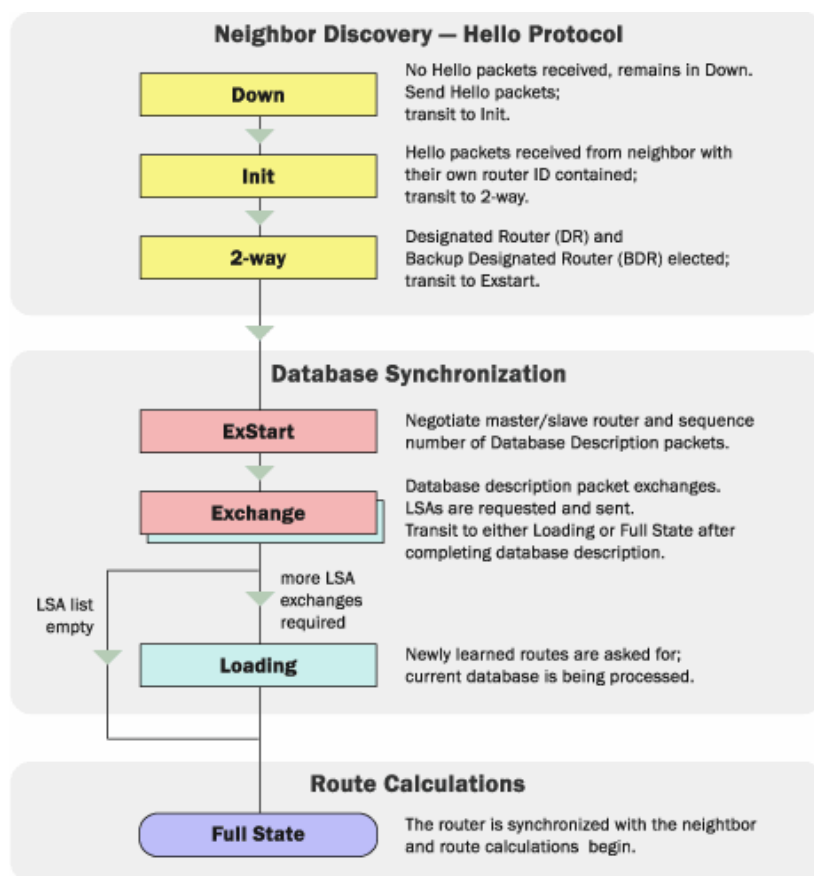 Neighbor Discovery — Hello Protocol
Down
No Hello packets received, remains in Down.
Send Hello packets;
transit to Init.
Init
Hello packets received from neighbor with
their own router ID contained;
transit to 2-way.
2-way
Designated Router (DR) and
Backup Designated Router (BDR) elected;
transit to Exstart.
Database Synchronization
ExStart
Negotiate master/slave router and sequence
number of Database Description packets.
Exchange
Database description packet exchanges.
LSAs are requested and sent.
Transit to either Loading or Full State after
completing database description.
LSA list
empty
more LSA
exchanges
required
Loading
Newly learned routes are asked for;
current database is being processed.
Route Calculations
Full State
The router is synchronized with the neightbor
and route calculations begin.